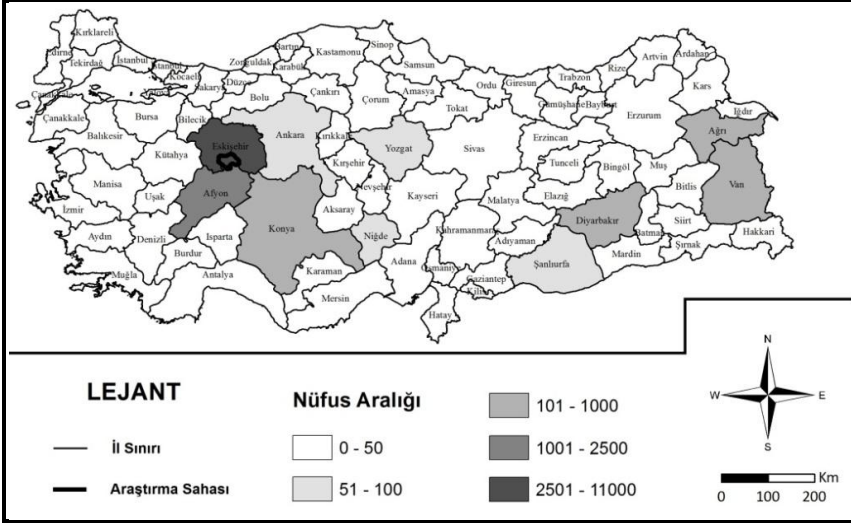 Kırklareli
Edirne
Tekirdağ
İstanbul
İstanbul
Kocaeli
Yalova
Sakarya
Düzce
Zonguldak
Bartın
Karabük
Kastamonu
Sinop
Samsun
Ordu
Giresun
Trabzon
Rize
Artvin
Ardahan
Kars
Iğdır
Çanakkale
Çanakkale
Balıkesir
Bursa
Bilecik
Bolu
Çankırı
Çorum
Amasya
Tokat
Gümüşhane
Bayburt
Erzurum
Ağrı
Eskişehir
Kütahya
Ankara
Kırıkkale
Yozgat
Sivas
Erzincan
Tunceli
Bingöl
Muş
Van
Manisa
Uşak
Afyon
Kırşehir
Nevşehir
Kayseri
Malatya
Elazığ
Diyarbakır
Bitlis
Batman
Siirt
İzmir
Aydın
Denizli
Isparta
Burdur
Konya
Aksaray
Niğde
Kahramanmaraş
Adıyaman
Şanlıurfa
Mardin
Şırnak
Hakkari
Muğla
Antalya
Karaman
Mersin
Adana
Osmaniye
Gaziantep
Kilis
Hatay
LEJANT
İl Sınırı
Araştırma Sahası
Nüfus Aralığı
0 - 50
51 - 100
101 - 1000
1001 - 2500
2501 - 11000
N
W
E
S
Km
0 100 200